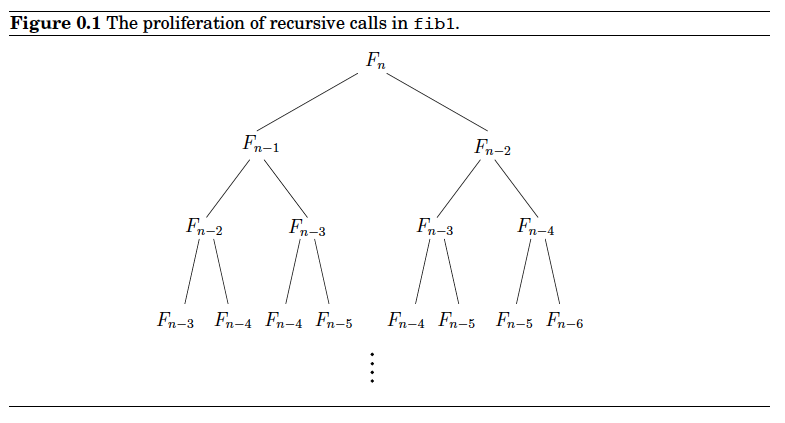 Figure 0.1 The proliferation of recursive calls in fib1.
Fₙ
Fₙ₋₁ Fₙ₋₂
Fₙ₋₂ Fₙ₋₃ Fₙ₋₃ Fₙ₋₄
Fₙ₋₃ Fₙ₋₄ Fₙ₋₄ Fₙ₋₅ Fₙ₋₄ Fₙ₋₅ Fₙ₋₅ Fₙ₋₆
⋮